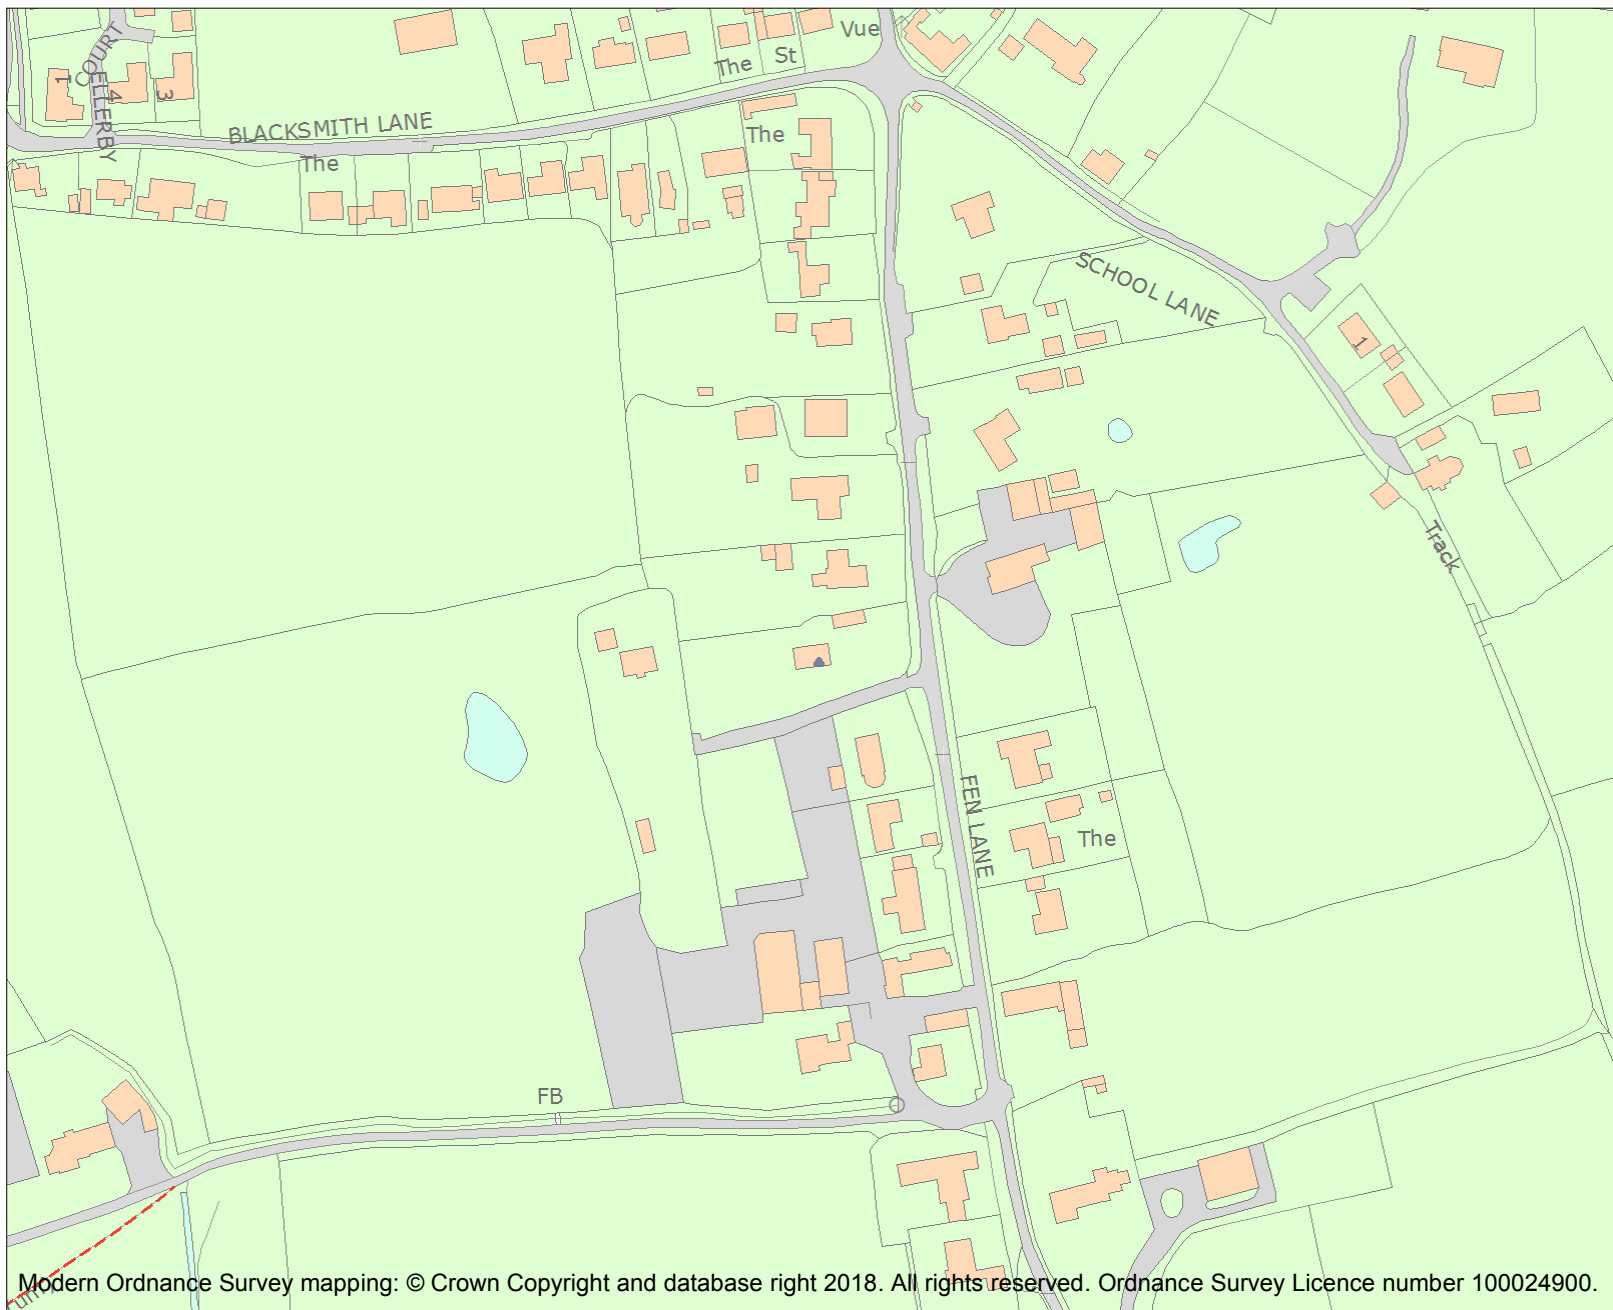 Vue
The
St
COURT
1
4
3
ELLERBY
BLACKSMITH LANE
The
The
SCHOOL LANE
1
Track
FEN LANE
The
FB
Modern Ordnance Survey mapping: © Crown Copyright and database right 2018. All rights reserved. Ordnance Survey Licence number 100024900.